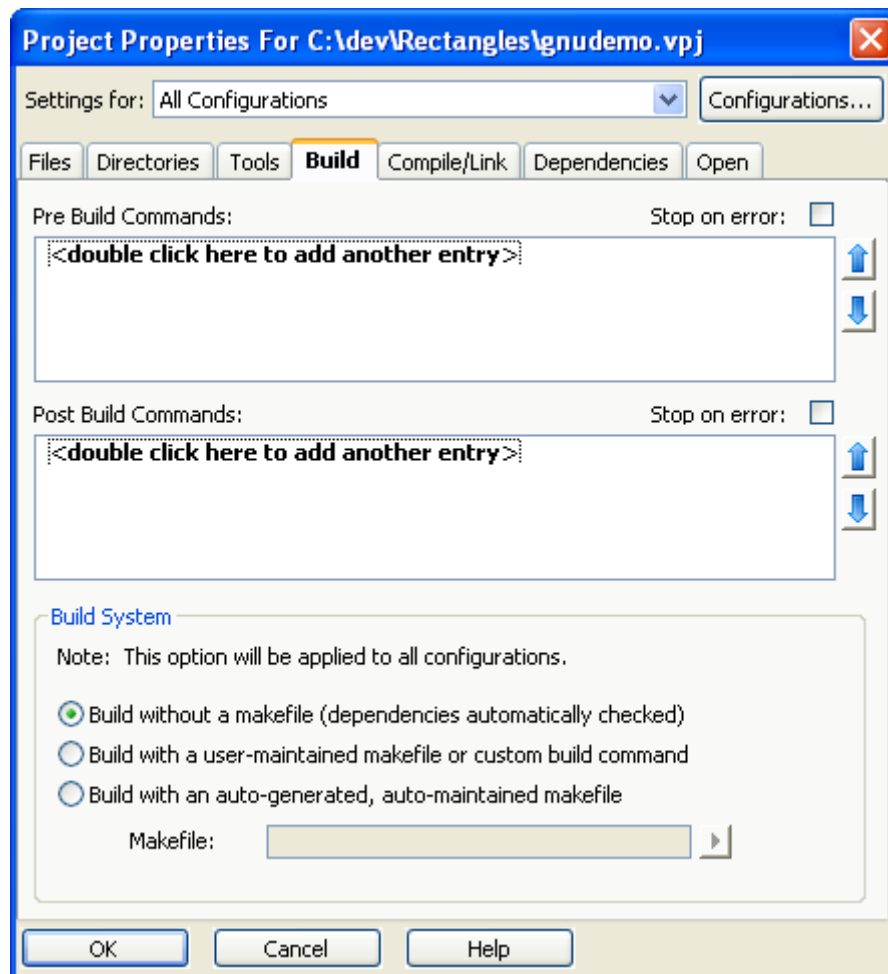 Project Properties For C:\dev\Rectangles\gnudemo.vpj
Settings for: All Configurations Configurations...
Files Directories Tools Build Compile/Link Dependencies Open
Pre Build Commands: Stop on error:
<double click here to add another entry>
Post Build Commands: Stop on error:
<double click here to add another entry>
Build System
Note: This option will be applied to all configurations.
Build without a makefile (dependencies automatically checked)
Build with a user-maintained makefile or custom build command
Build with an auto-generated, auto-maintained makefile
Makefile:
OK Cancel Help